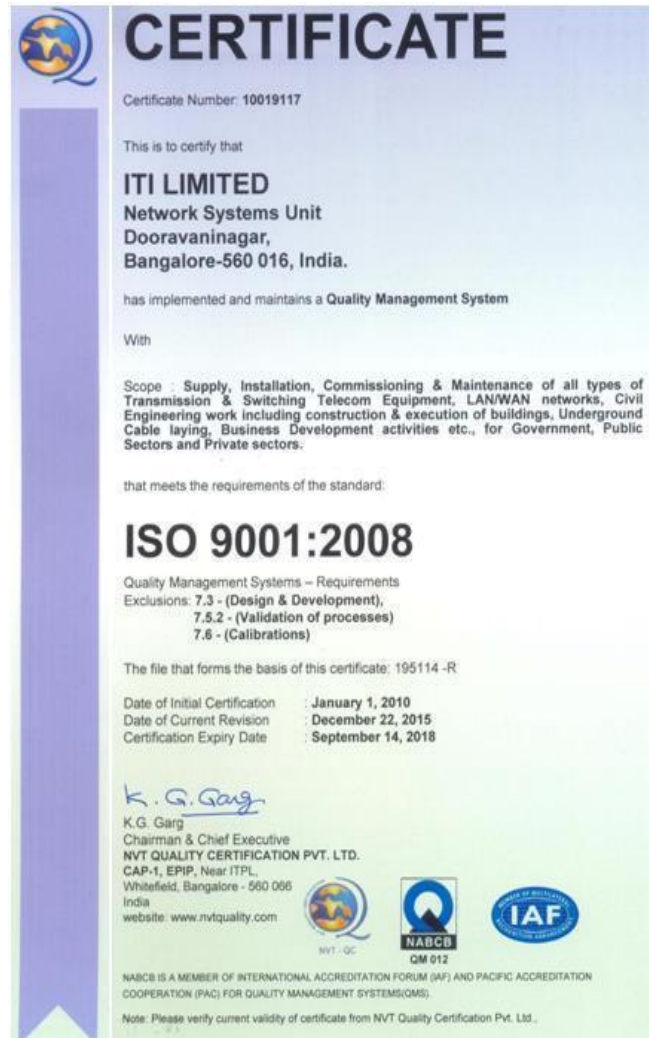 CERTIFICATE
Certificate Number: 10019117
This is to certify that
ITI LIMITED
Network Systems Unit
Dooravaninagar,
Bangalore-560 016, India.
has implemented and maintains a Quality Management System
With
Scope : Supply, Installation, Commissioning & Maintenance of all types of
Transmission & Switching Telecom Equipment, LAN/WAN networks, Civil
Engineering work including construction & execution of buildings, Underground
Cable laying, Business Development activities etc., for Government, Public
Sectors and Private sectors.
that meets the requirements of the standard:
ISO 9001:2008
Quality Management Systems – Requirements
Exclusions: 7.3 - (Design & Development),
7.5.2 - (Validation of processes)
7.6 - (Calibrations)
The file that forms the basis of this certificate: 195114 -R
Date of Initial Certification : January 1, 2010
Date of Current Revision : December 22, 2015
Certification Expiry Date : September 14, 2018
K. G. Garg
K.G. Garg
Chairman & Chief Executive
NVT QUALITY CERTIFICATION PVT. LTD.
CAP-1, EPIP, Near ITPL,
Whitefield, Bangalore - 560 066
India
website: www.nvtquality.com
NVT - QC
NABCB
QM 012
MEMBER OF MULTILATERAL
RECOGNITION ARRANGEMENT
IAF
NABCB IS A MEMBER OF INTERNATIONAL ACCREDITATION FORUM (IAF) AND PACIFIC ACCREDITATION
COOPERATION (PAC) FOR QUALITY MANAGEMENT SYSTEMS(QMS).
Note: Please verify current validity of certificate from NVT Quality Certification Pvt. Ltd..